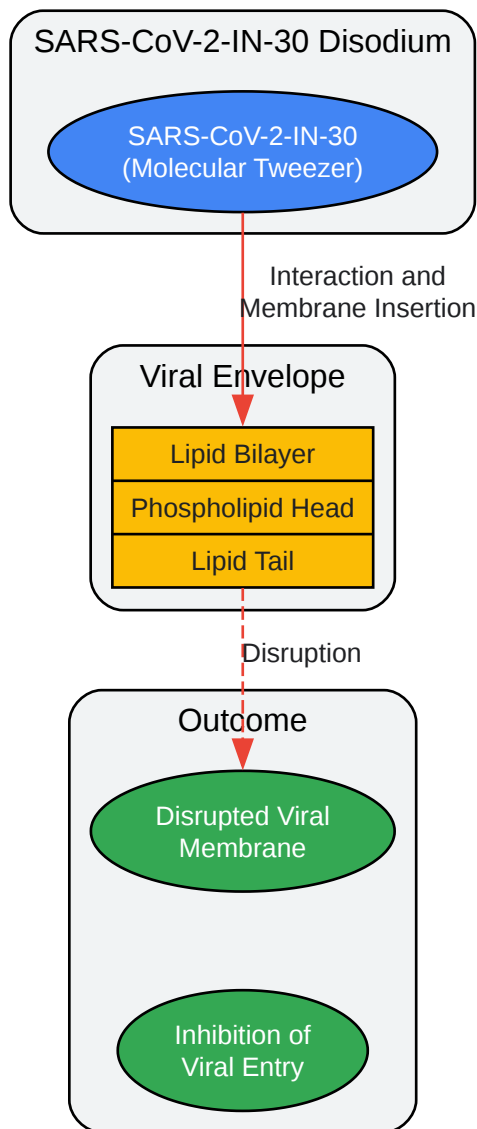 SARS-CoV-2-IN-30 Disodium
SARS-CoV-2-IN-30
(Molecular Tweezer)
Interaction and
Membrane Insertion
Viral Envelope
Lipid Bilayer
Phospholipid Head
Lipid Tail
Disruption
Outcome
Disrupted Viral
Membrane
Inhibition of
Viral Entry